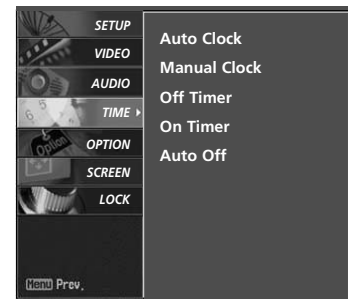 SETUP
VIDEO
AUDIO
TIME
OPTION
SCREEN
LOCK
Menu Prev.
Auto Clock
Manual Clock
Off Timer
On Timer
Auto Off
Option